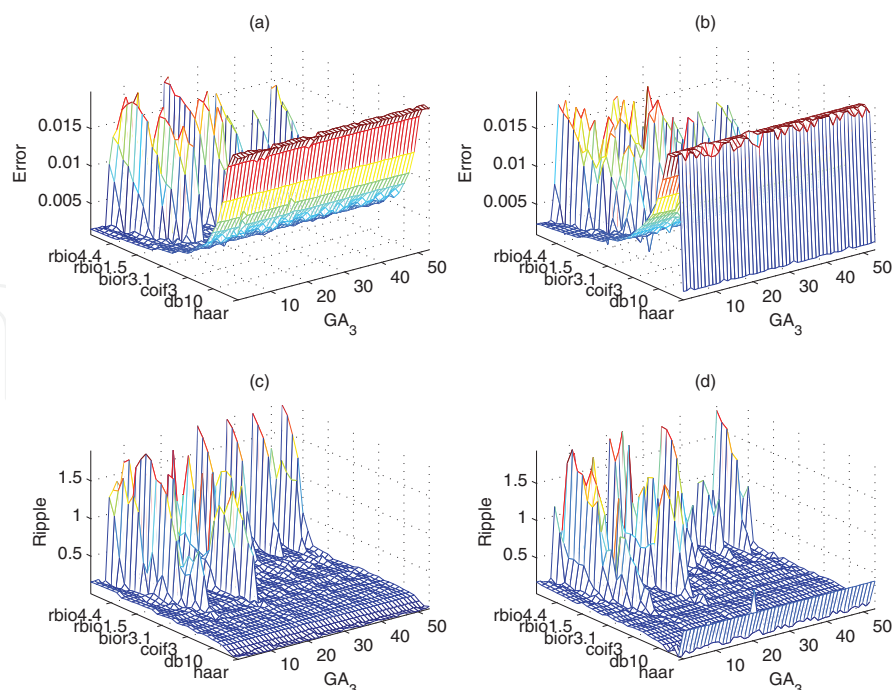 (a)
0.015
0.01
0.005
Error
rbio4.4
rbio1.5
bior3.1
coif3
db10
haar
10
20
30
40
50
GA3
(b)
0.015
0.01
0.005
Error
rbio4.4
rbio1.5
bior3.1
coif3
db10
haar
10
20
30
40
50
GA3
(c)
1.5
1
0.5
Ripple
rbio4.4
rbio1.5
bior3.1
coif3
db10
haar
10
20
30
40
50
GA3
(d)
1.5
1
0.5
Ripple
rbio4.4
rbio1.5
bior3.1
coif3
db10
haar
10
20
30
40
50
GA3